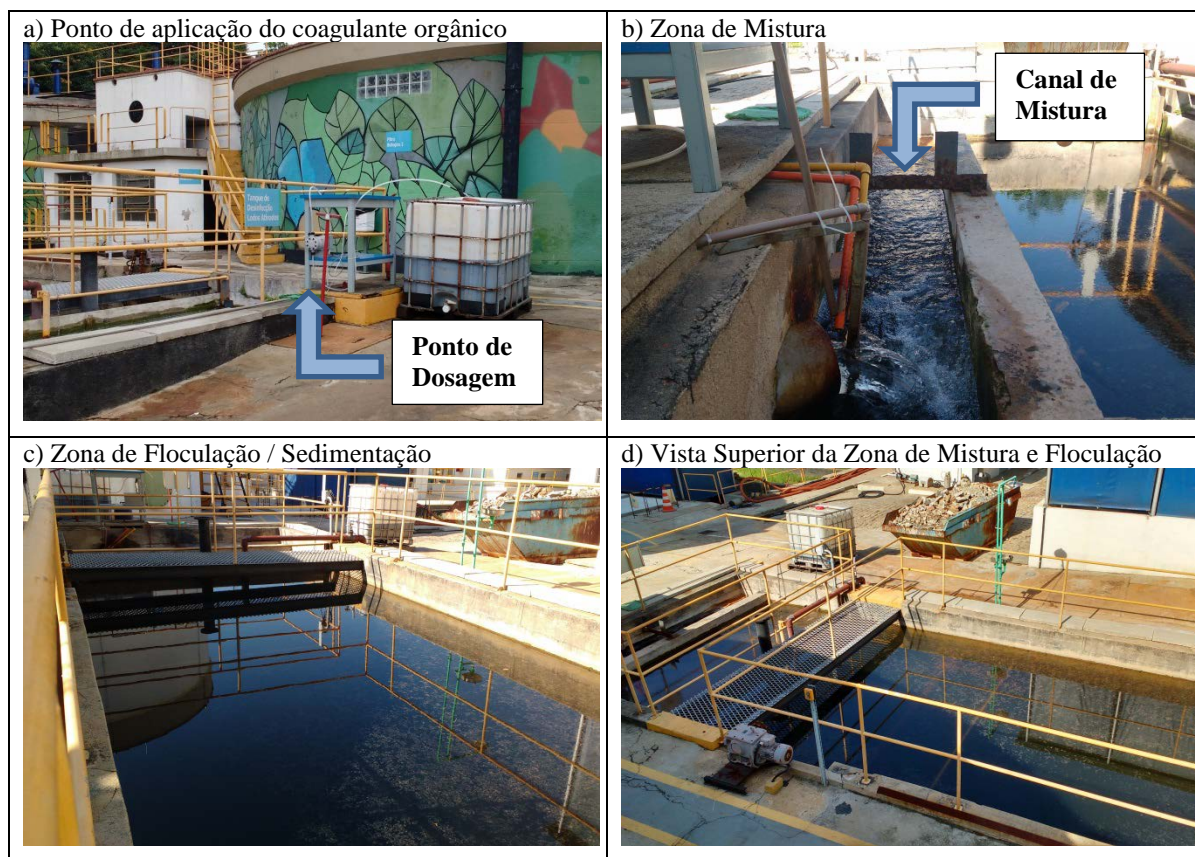 a) Ponto de aplicação do coagulante orgânico
Ponto de
Dosagem
b) Zona de Mistura
Canal de
Mistura
c) Zona de Floculação / Sedimentação
d) Vista Superior da Zona de Mistura e Floculação